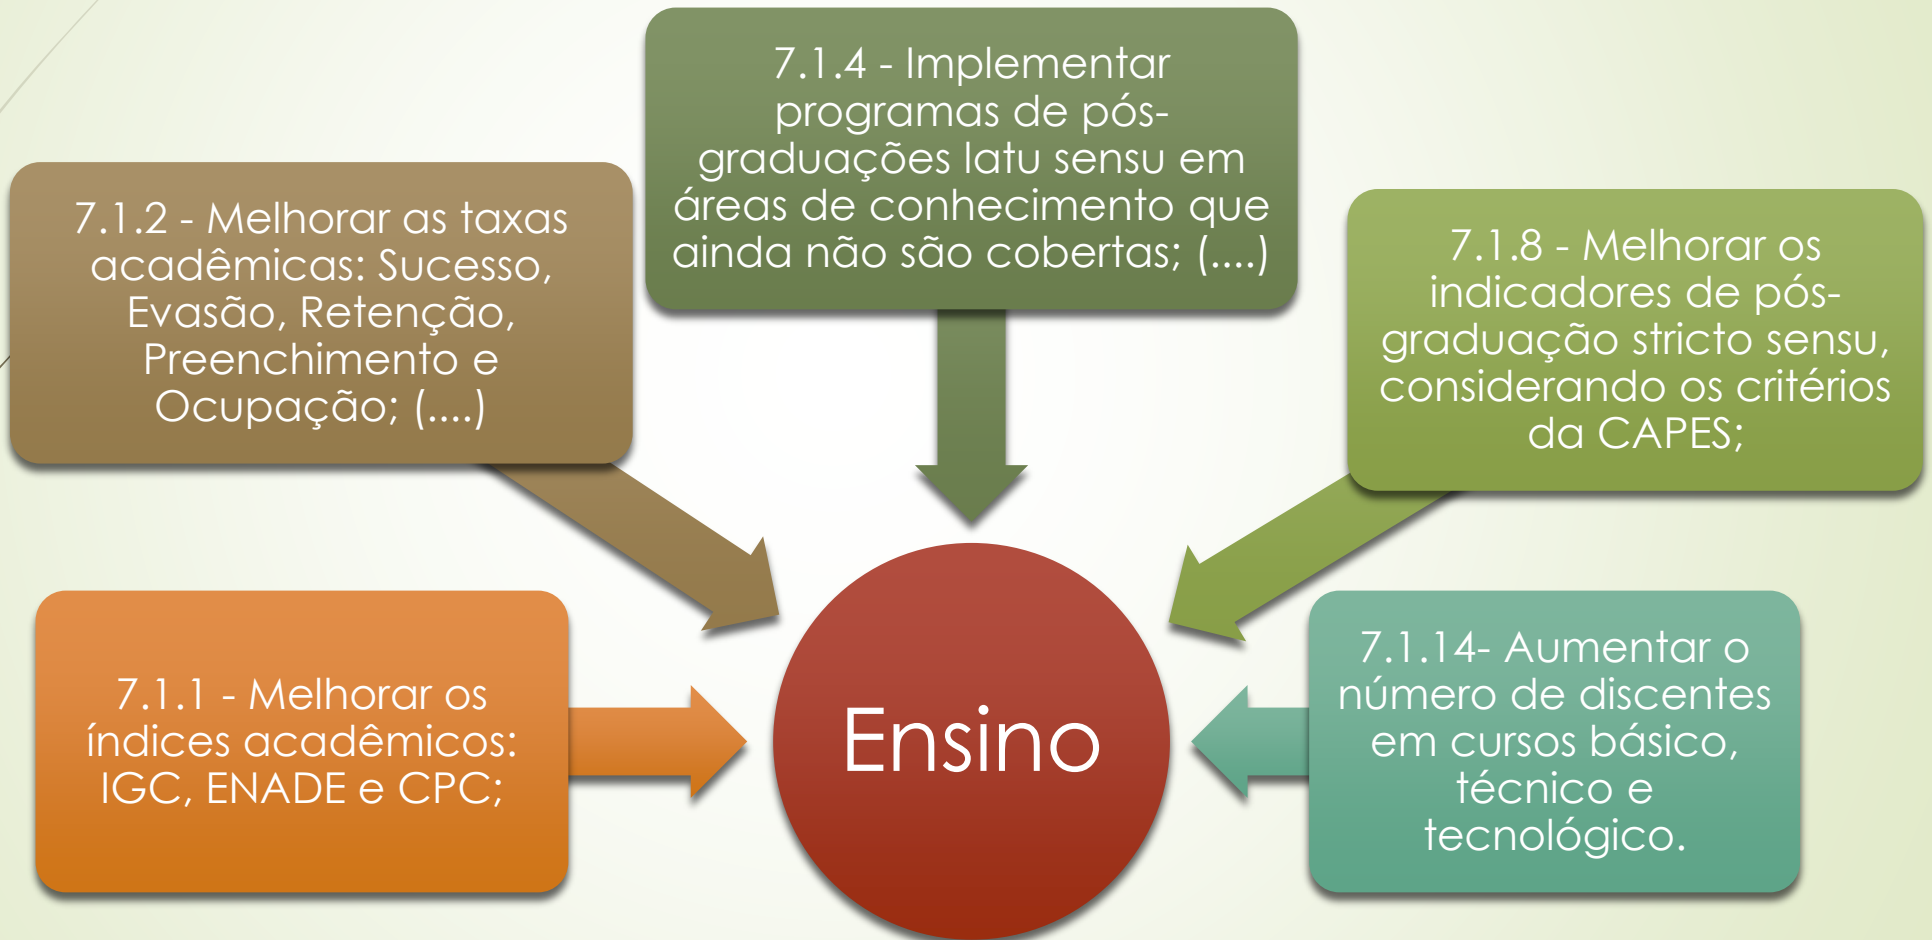 7.1.4 - Implementar
programas de pós-
graduações latu sensu em
áreas de conhecimento que
ainda não são cobertas; (....)
7.1.2 - Melhorar as taxas
acadêmicas: Sucesso,
Evasão, Retenção,
Preenchimento e
Ocupação; (....)
7.1.8 - Melhorar os
indicadores de pós-
graduação stricto sensu,
considerando os critérios
da CAPES;
7.1.1 - Melhorar os
índices acadêmicos:
IGC, ENADE e CPC;
Ensino
7.1.14- Aumentar o
número de discentes
em cursos básico,
técnico e
tecnológico.